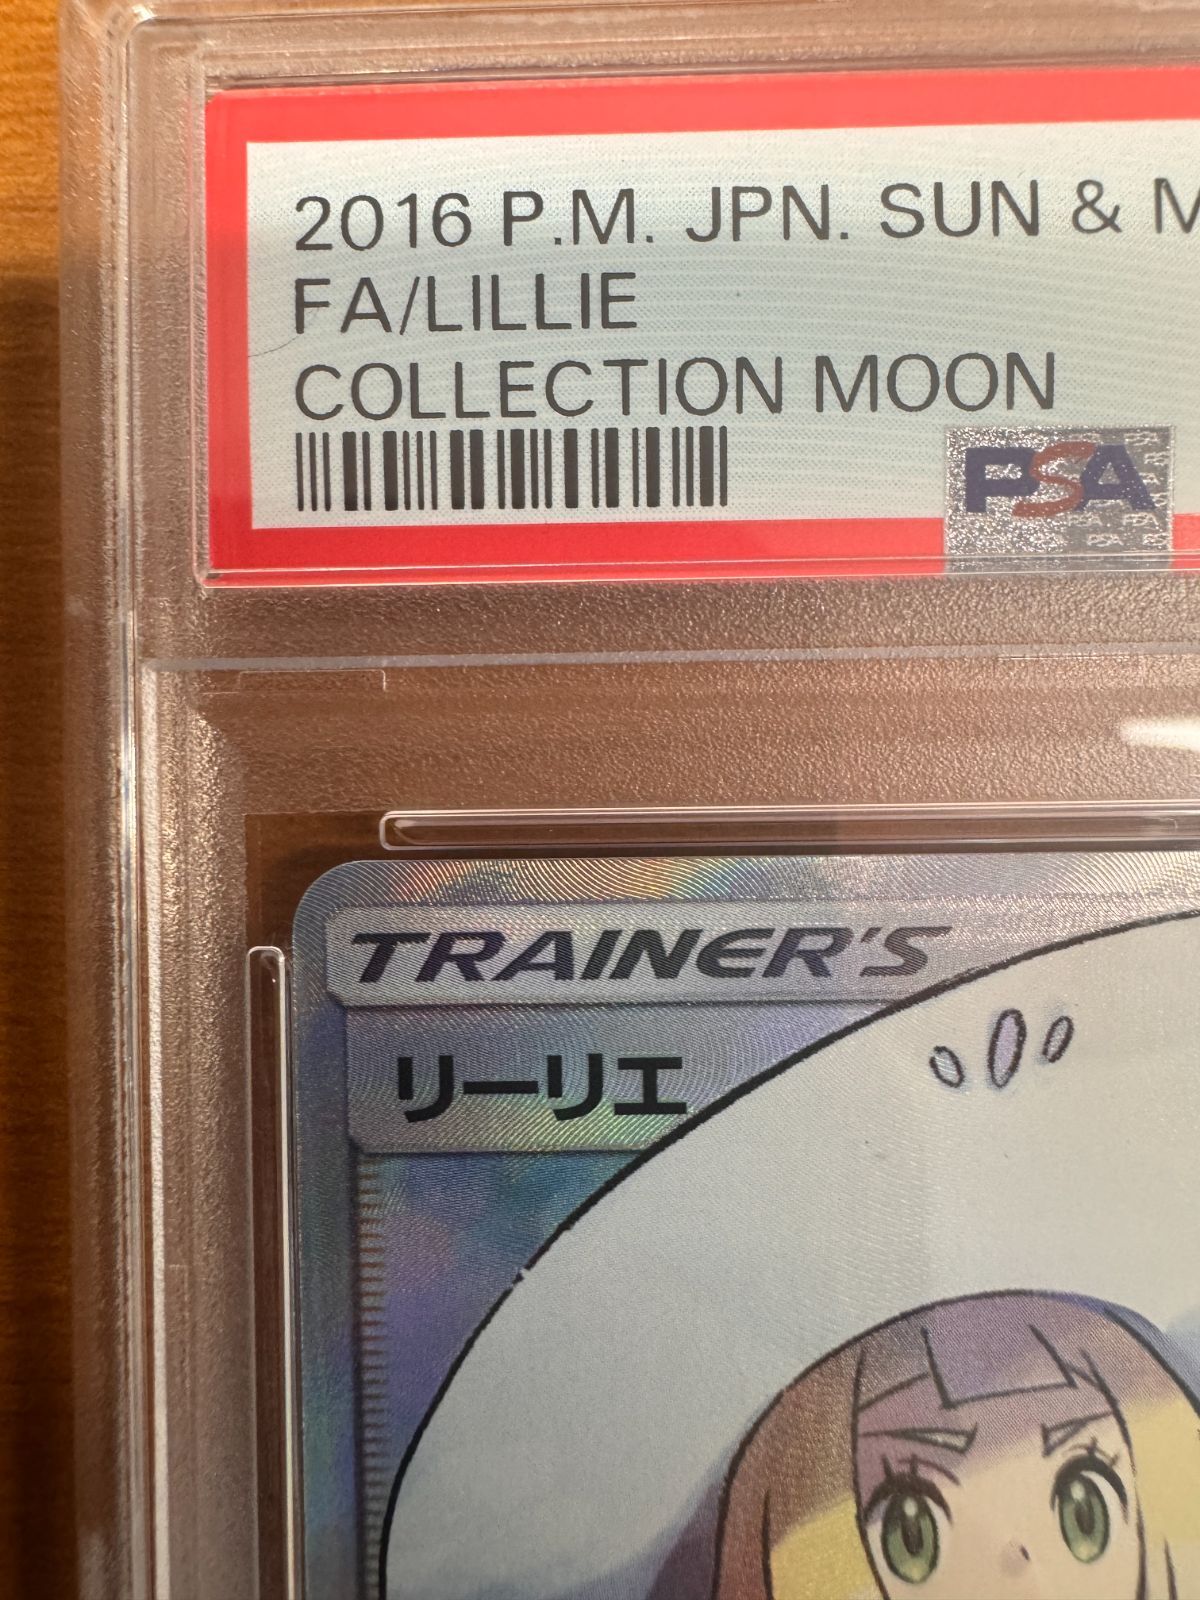 2016 P.M. JPN. SUN & M
FA/LILLIE
COLLECTION MOON
PSA
TRAINER'S
リーリエ